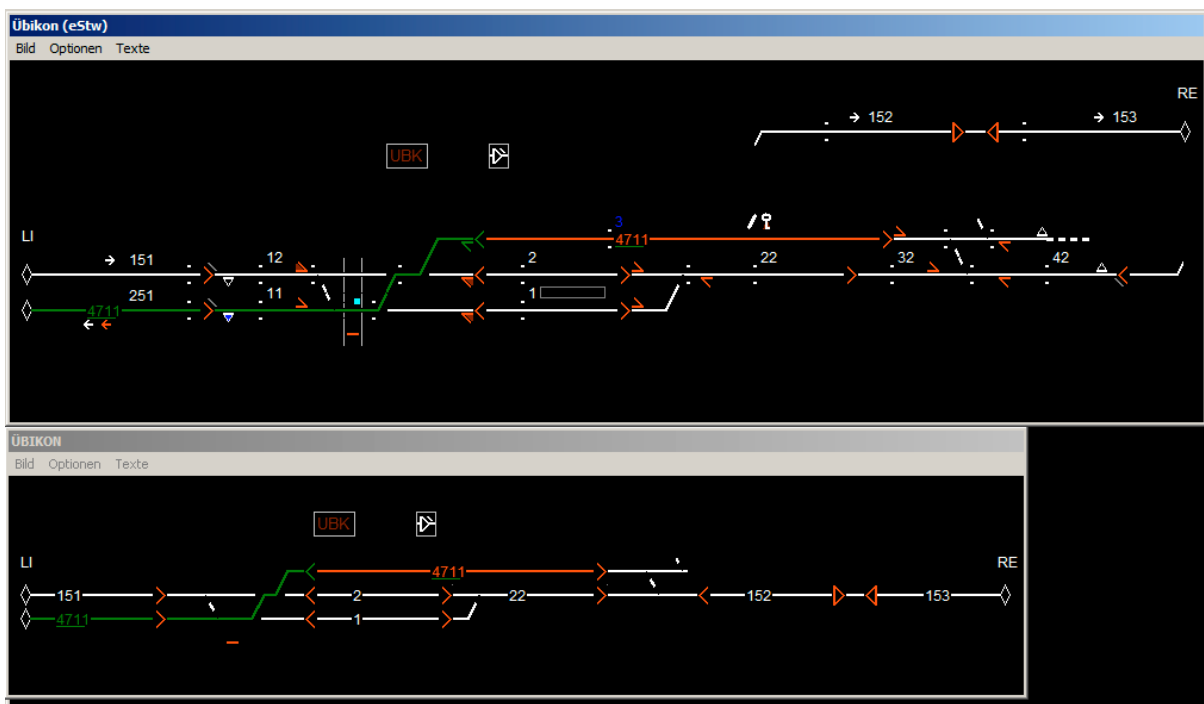 Übikon (eStw)
Bild Optionen Texte
RE
152 153
UBK
3
4711
LI
151 12 2 22 32 42
251 11 1
4711
ÜBIKON
Bild Optionen Texte
UBK
LI RE
4711
151 2 22 152 153
4711 1